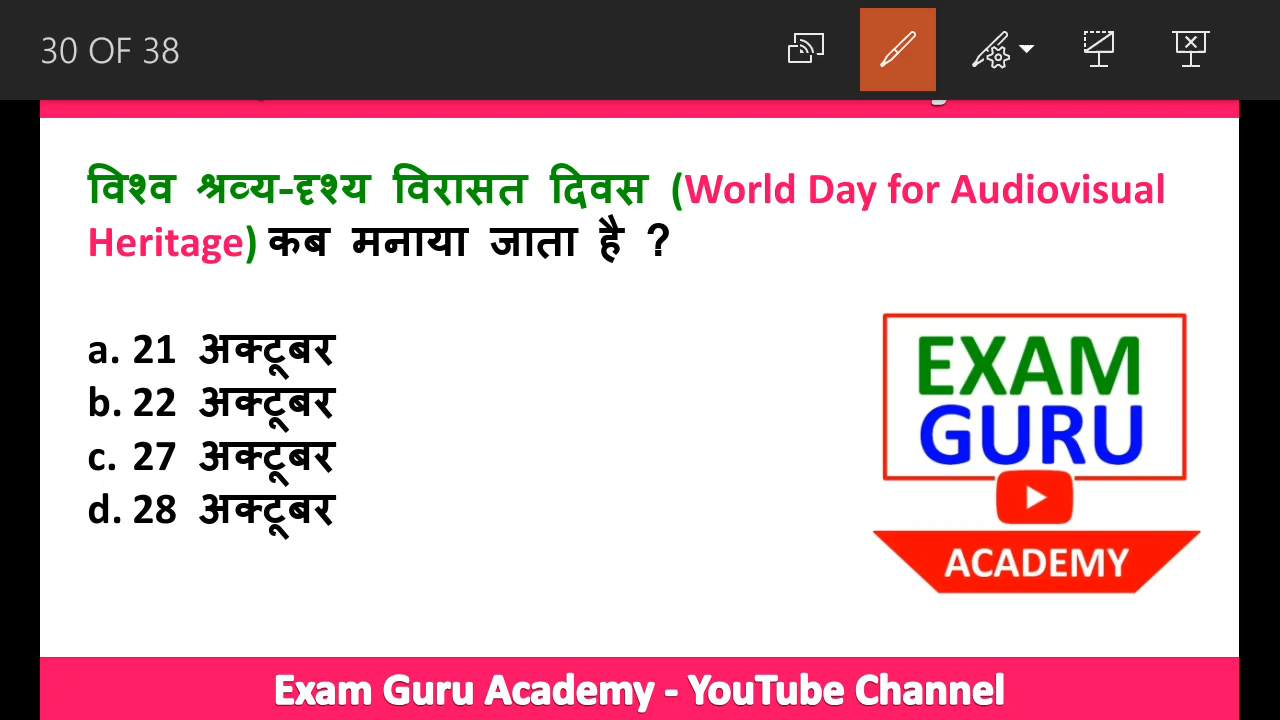 30 OF 38
विश्व श्रव्य-दृश्य विरासत दिवस (World Day for Audiovisual
Heritage) कब मनाया जाता है ?
a. 21 अक्टूबर
b. 22 अक्टूबर
c. 27 अक्टूबर
d. 28 अक्टूबर
EXAM
GURU
ACADEMY
Exam Guru Academy - YouTube Channel